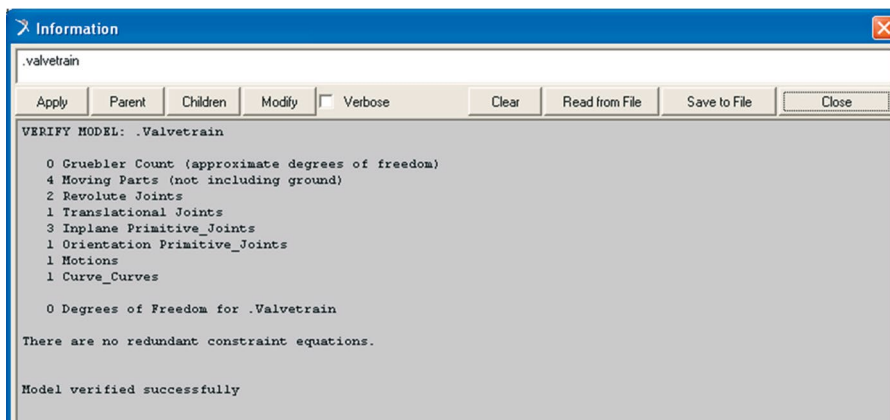 Information
.valvetrain
Apply Parent Children Modify Verbose Clear Read from File Save to File Close
VERIFY MODEL: .Valvetrain
0 Gruebler Count (approximate degrees of freedom)
4 Moving Parts (not including ground)
2 Revolute Joints
1 Translational Joints
3 Inplane Primitive_Joints
1 Orientation Primitive_Joints
1 Motions
1 Curve_Curves
0 Degrees of Freedom for .Valvetrain
There are no redundant constraint equations.
Model verified successfully